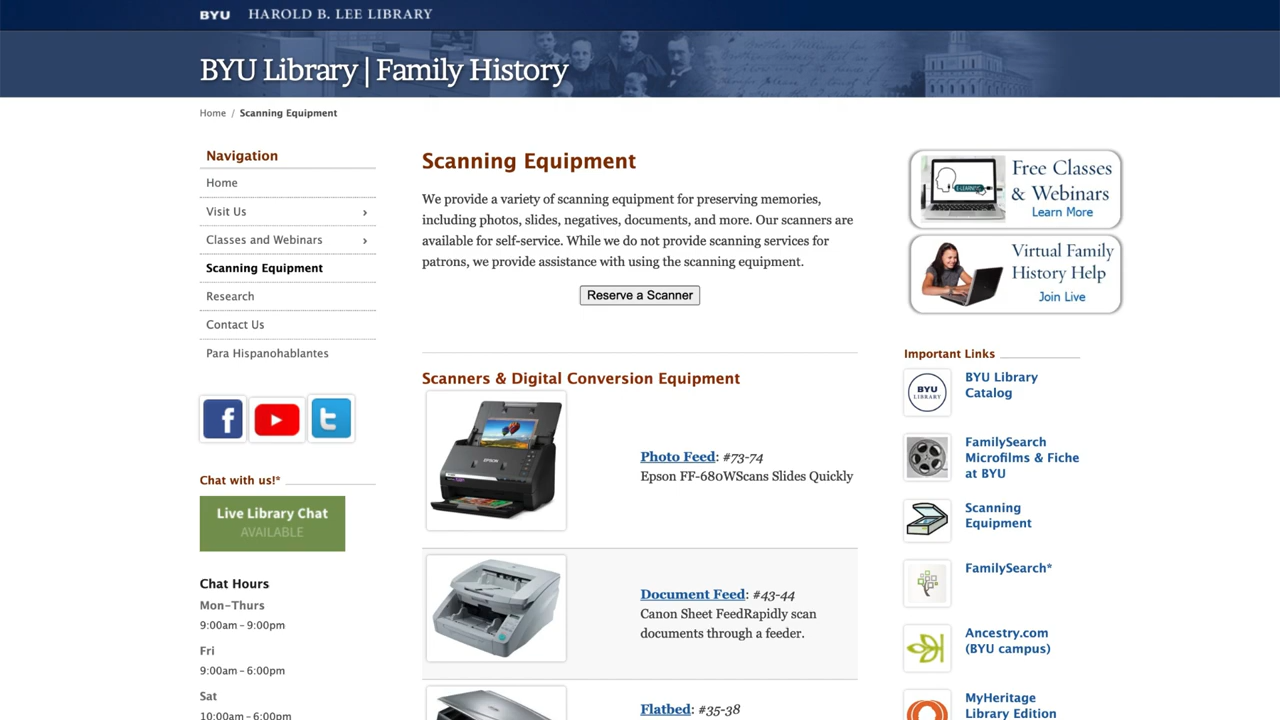 BYU HAROLD B. LEE LIBRARY
BYU Library | Family History
Home / Scanning Equipment
Navigation
Home
Visit Us ›
Classes and Webinars ›
Scanning Equipment
Research
Contact Us
Para Hispanohablantes
Chat with us!*
Live Library Chat
AVAILABLE
Chat Hours
Mon-Thurs
9:00am - 9:00pm
Fri
9:00am - 6:00pm
Sat
10:00am - 6:00pm
Scanning Equipment
We provide a variety of scanning equipment for preserving memories,
including photos, slides, negatives, documents, and more. Our scanners are
available for self-service. While we do not provide scanning services for
patrons, we provide assistance with using the scanning equipment.
Reserve a Scanner
Scanners & Digital Conversion Equipment
EPSON
Photo Feed: #73-74
Epson FF-680WScans Slides Quickly
Document Feed: #43-44
Canon Sheet FeedRapidly scan
documents through a feeder.
Flatbed: #35-38
E-LEARNING
Free Classes
& Webinars
Learn More
Virtual Family
History Help
Join Live
Important Links
BYU
LIBRARY
BYU Library
Catalog
FamilySearch
Microfilms & Fiche
at BYU
Scanning
Equipment
FamilySearch*
Ancestry.com
(BYU campus)
MyHeritage
Library Edition